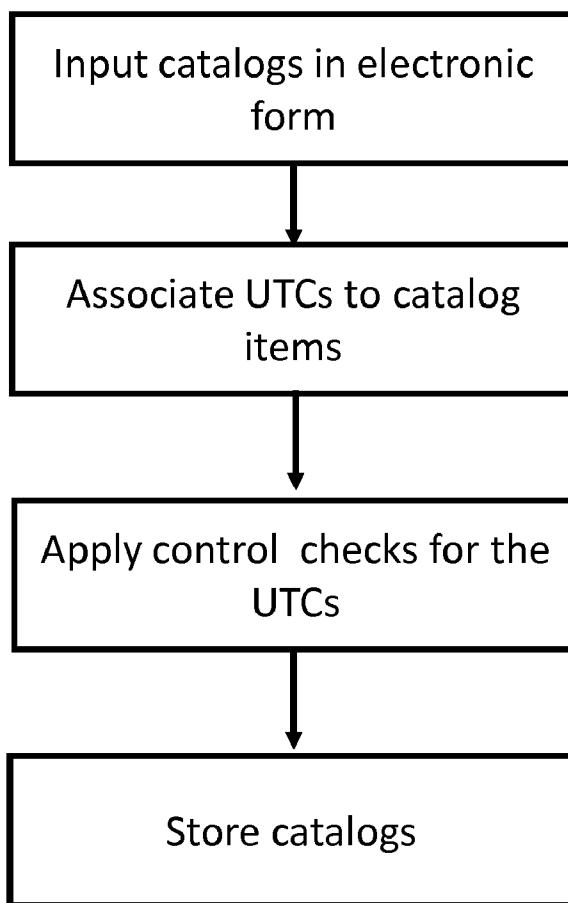 Input catalogs in electronic
form
Associate UTCs to catalog
items
Apply control  checks for the
UTCs
Store catalogs